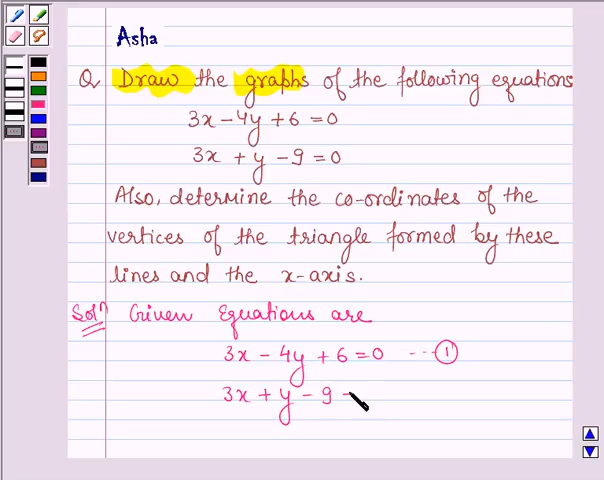 Asha
Q Draw the graphs of the following equations
3x - 4y + 6 = 0
3x + y - 9 = 0
Also, determine the co-ordinates of the
vertices of the triangle formed by these
lines and the x-axis.
Solⁿ Given Equations are
3x - 4y + 6 = 0 ---- ①
3x + y - 9 -